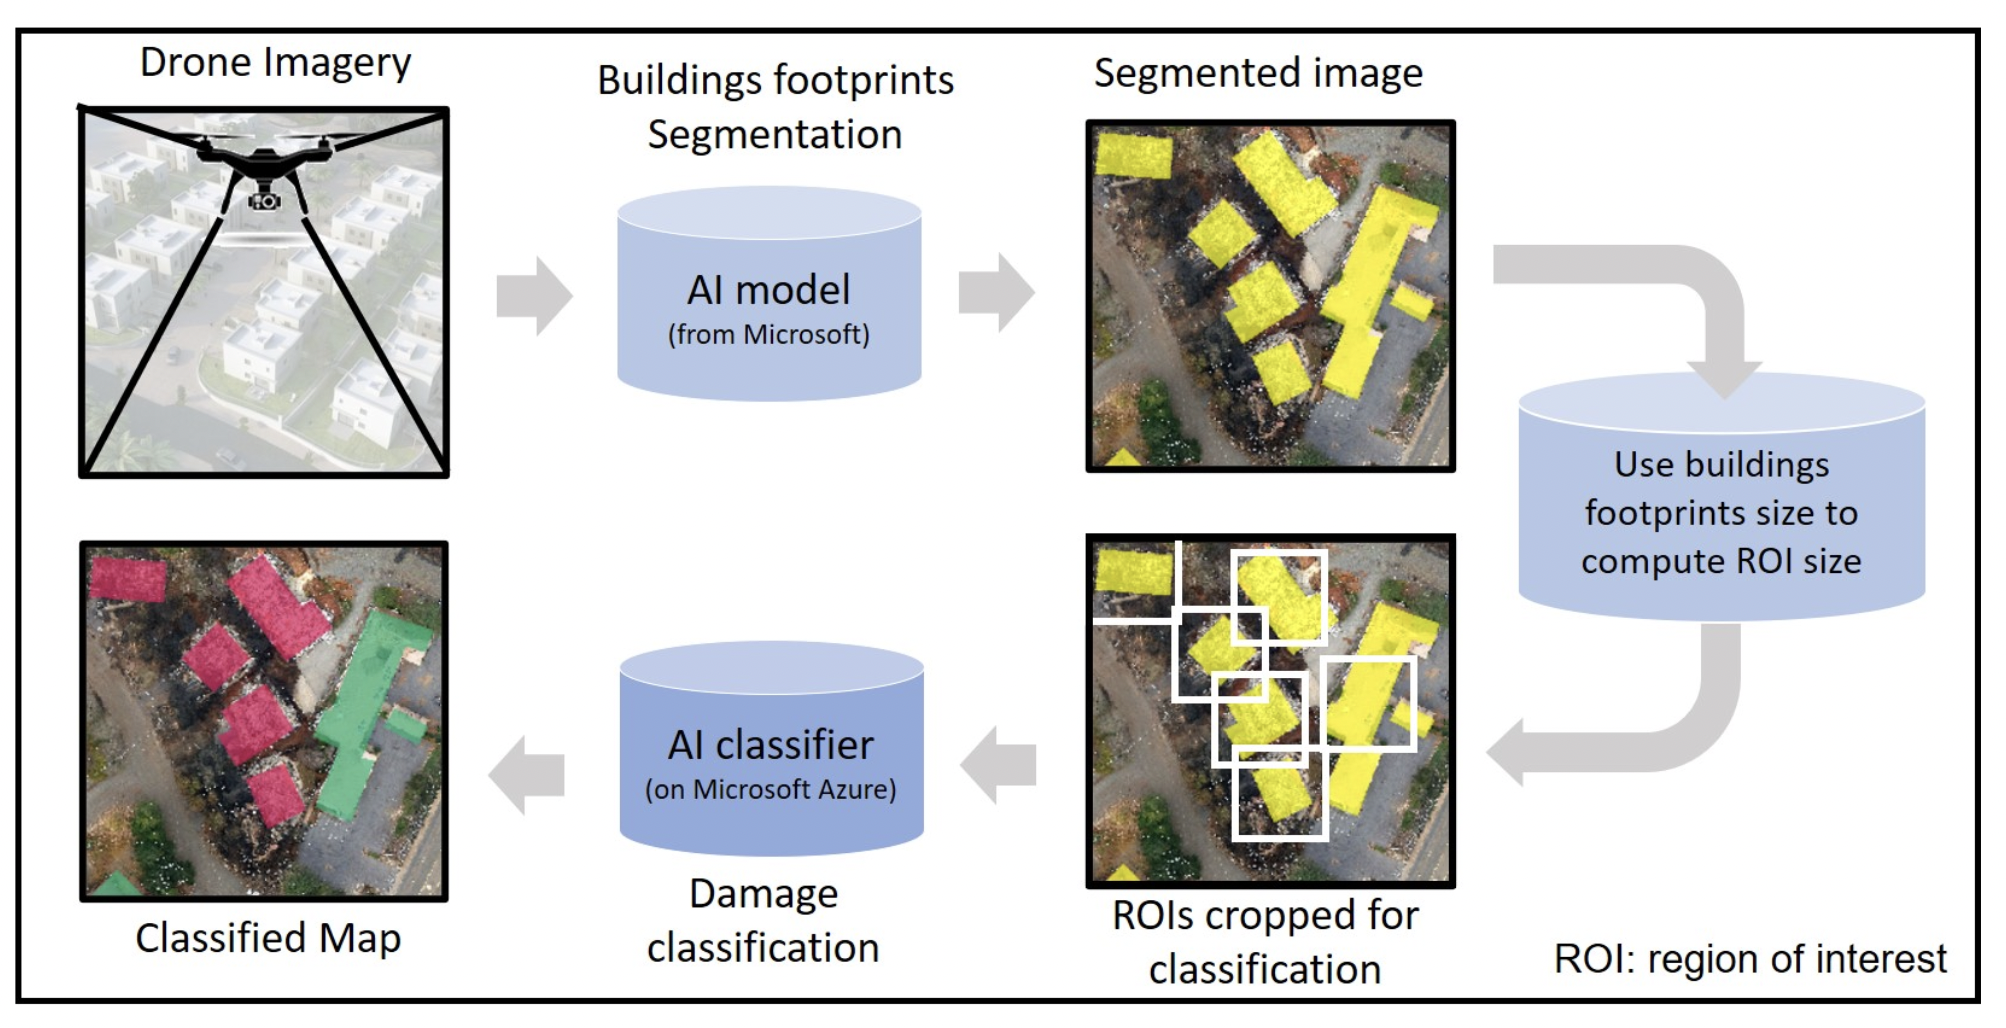 Drone Imagery
Buildings footprints
Segmentation
AI model
(from Microsoft)
Segmented image
Use buildings
footprints size to
compute ROI size
ROIs cropped for
classification
AI classifier
(on Microsoft Azure)
Damage
classification
Classified Map
ROI: region of interest